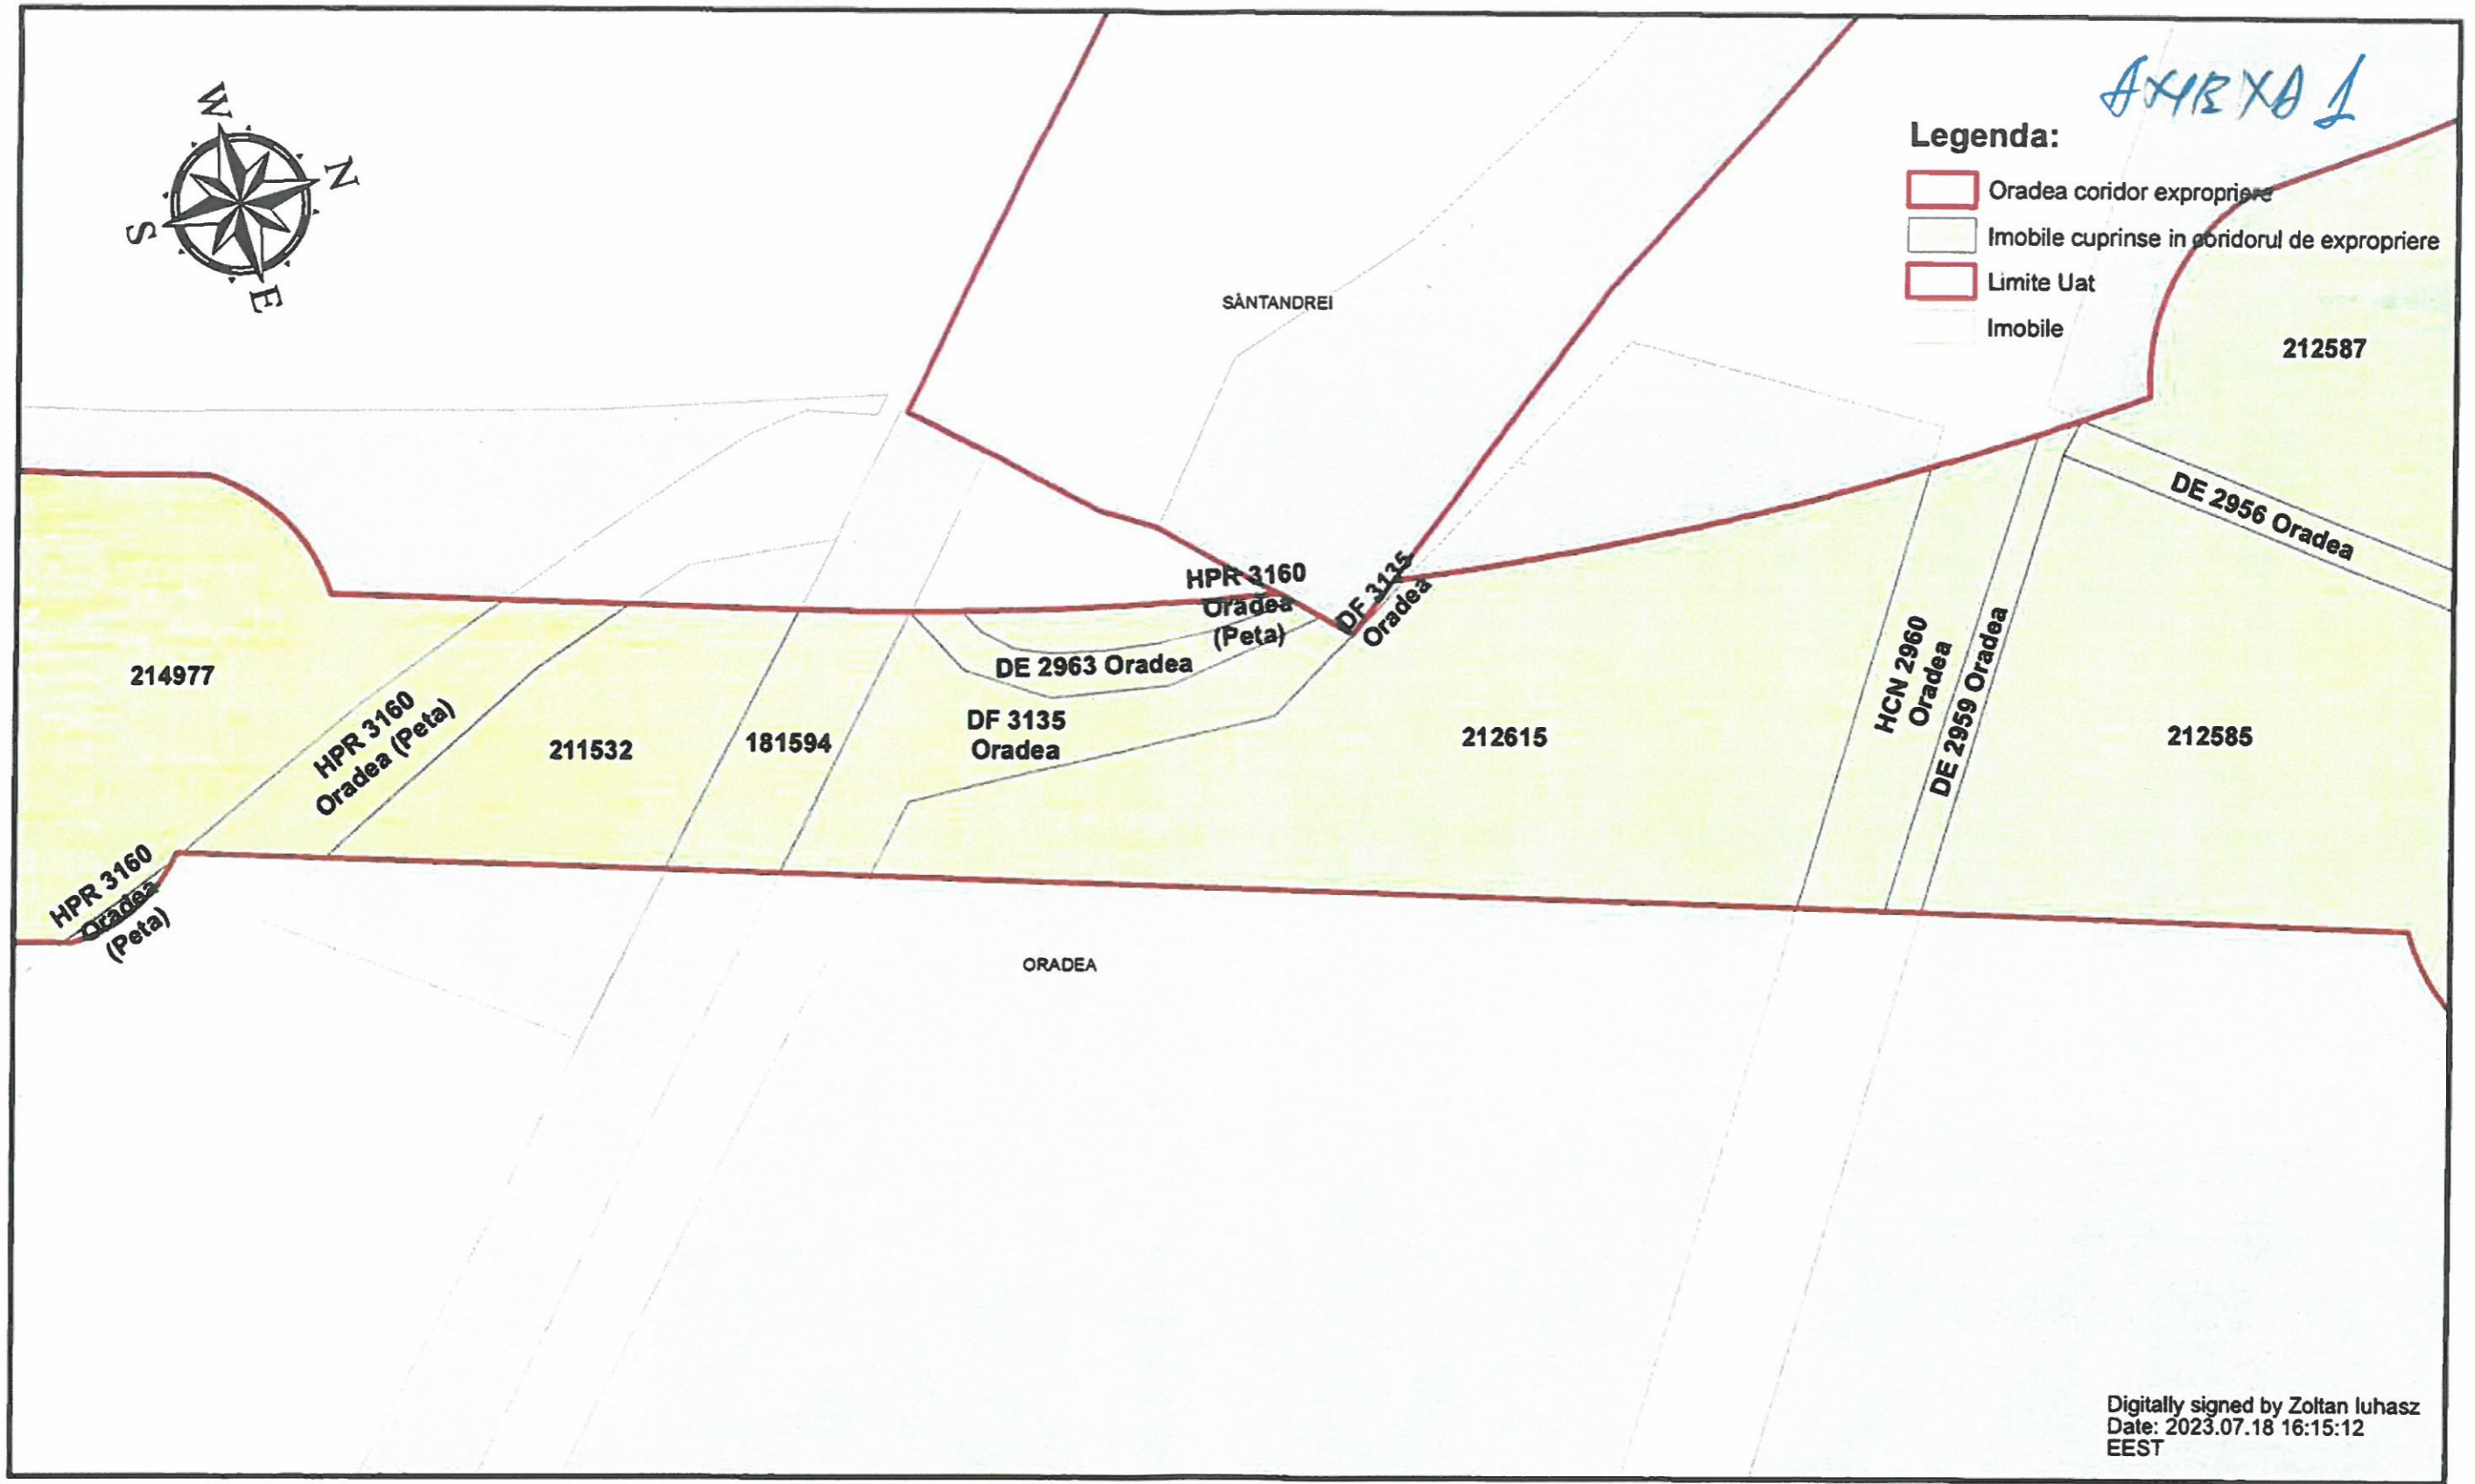 ANEXA 1
W
N
S
E
Legenda:
Oradea coridor expropriere
Imobile cuprinse in coridorul de expropriere
Limite Uat
Imobile
SÂNTANDREI
212587
DE 2956 Oradea
HPR 3160
Oradea
(Peta)
DF 3135
Oradea
214977
HPR 3160
Oradea (Peta)
211532
181594
DE 2963 Oradea
DF 3135
Oradea
212615
HCN 2960
Oradea
DE 2959 Oradea
212585
HPR 3160
Oradea
(Peta)
ORADEA
Digitally signed by Zoltan Iuhasz
Date: 2023.07.18 16:15:12
EEST